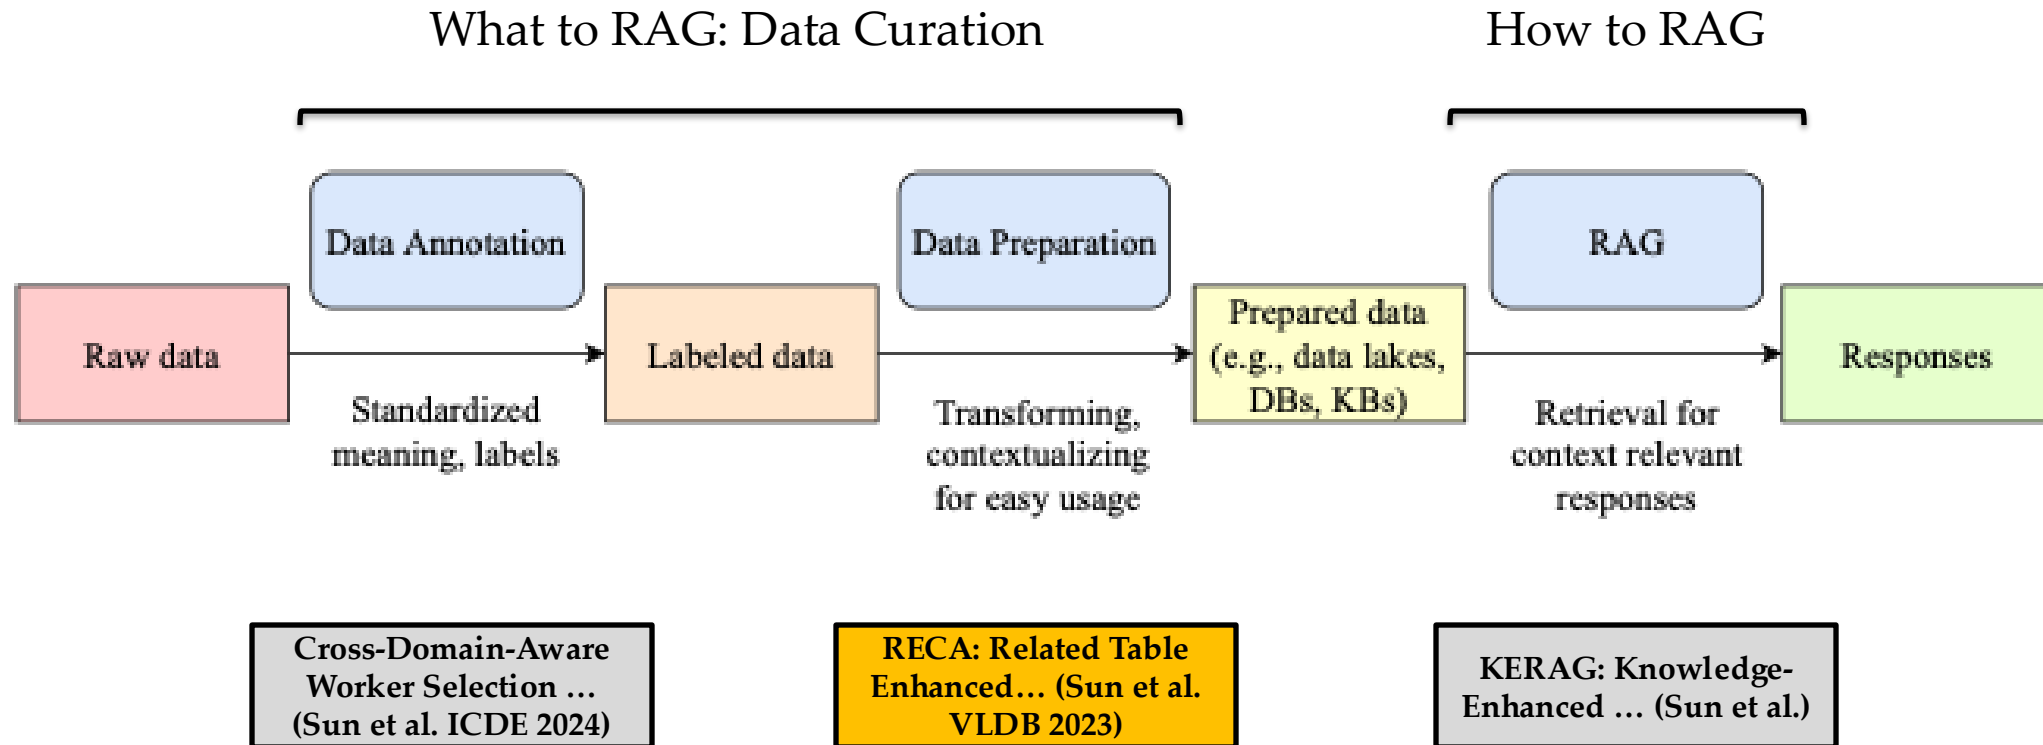 What to RAG: Data Curation
How to RAG
Data Annotation
Data Preparation
RAG
Raw data
Labeled data
Prepared data
(e.g., data lakes,
DBs, KBs)
Responses
Standardized
meaning, labels
Transforming,
contextualizing
for easy usage
Retrieval for
context relevant
responses
Cross-Domain-Aware
Worker Selection …
(Sun et al. ICDE 2024)
RECA: Related Table
Enhanced… (Sun et al.
VLDB 2023)
KERAG: Knowledge-
Enhanced … (Sun et al.)